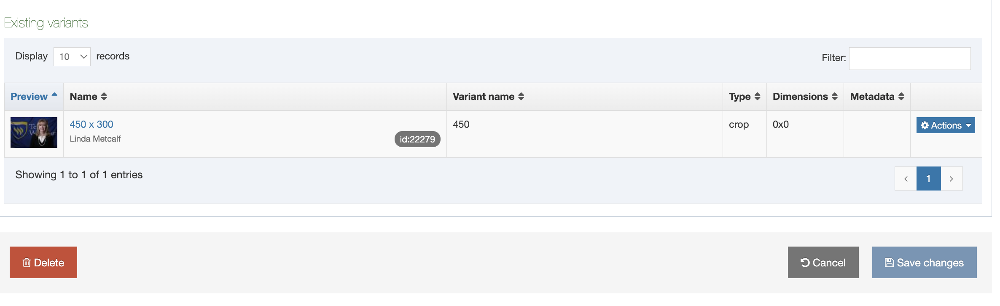 Existing variants
Display 10 records
Filter:
Preview Name Variant name Type Dimensions Metadata
450 x 300 450 crop 0x0 Actions
Linda Metcalf
id:22279
Showing 1 to 1 of 1 entries
1
Delete Cancel Save changes